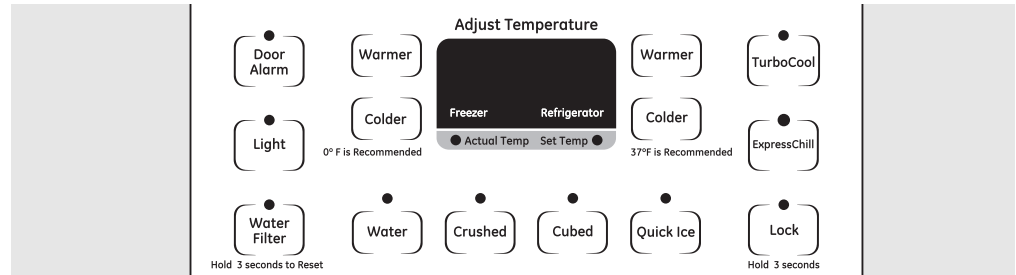 Adjust Temperature
Door
Alarm
Warmer
Warmer
TurboCool
Freezer
Refrigerator
Colder
Colder
Light
Actual Temp
Set Temp
ExpressChill
0° F is Recommended
37°F is Recommended
Water
Filter
Water
Crushed
Cubed
Quick Ice
Lock
Hold 3 seconds to Reset
Hold 3 seconds